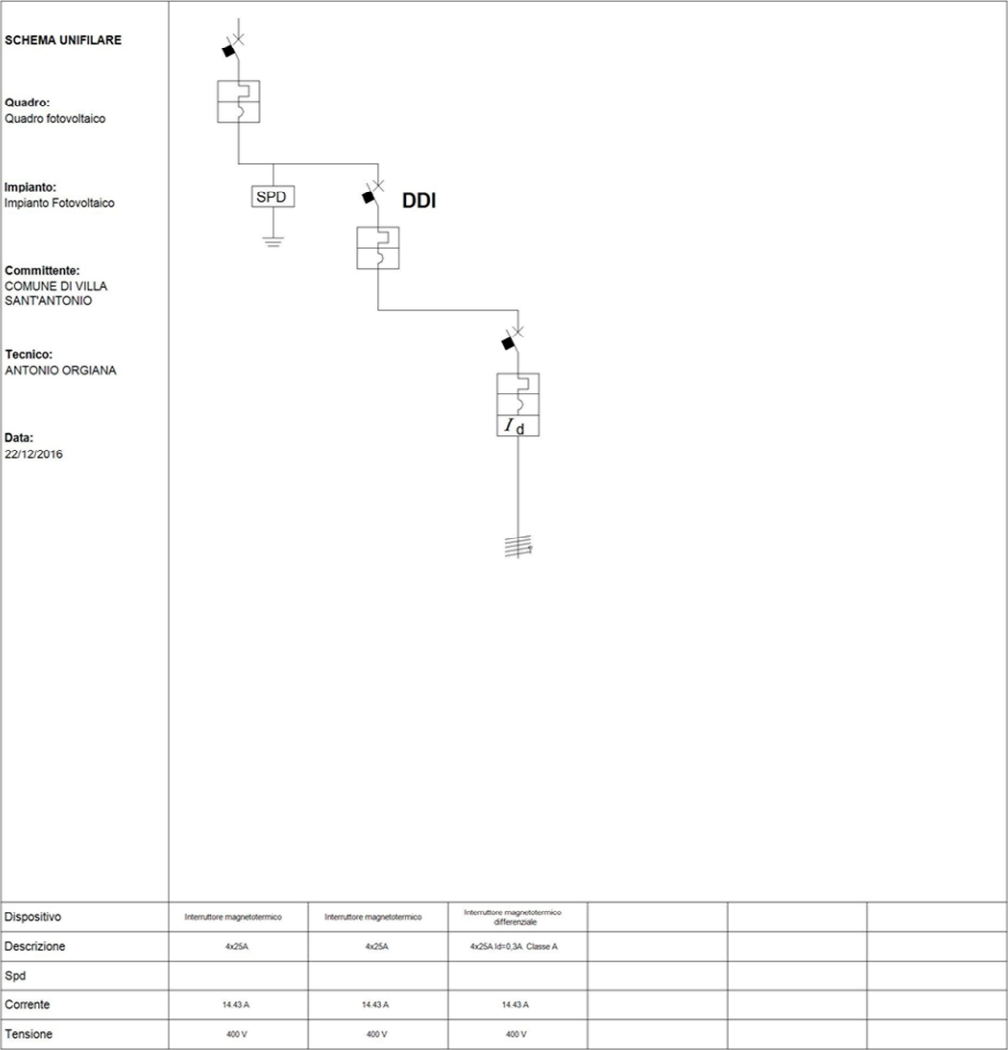 SCHEMA UNIFILARE
Quadro:
Quadro fotovoltaico
Impianto:
Impianto Fotovoltaico
Committente:
COMUNE DI VILLA
SANT'ANTONIO
Tecnico:
ANTONIO ORGIANA
Data:
22/12/2016
SPD
DDI
I d
Dispositivo Interruttore magnetotermico Interruttore magnetotermico Interruttore magnetotermico
differenziale
Descrizione 4x25A 4x25A 4x25A Id=0,3A Classe A
Spd
Corrente 14.43 A 14.43 A 14.43 A
Tensione 400 V 400 V 400 V